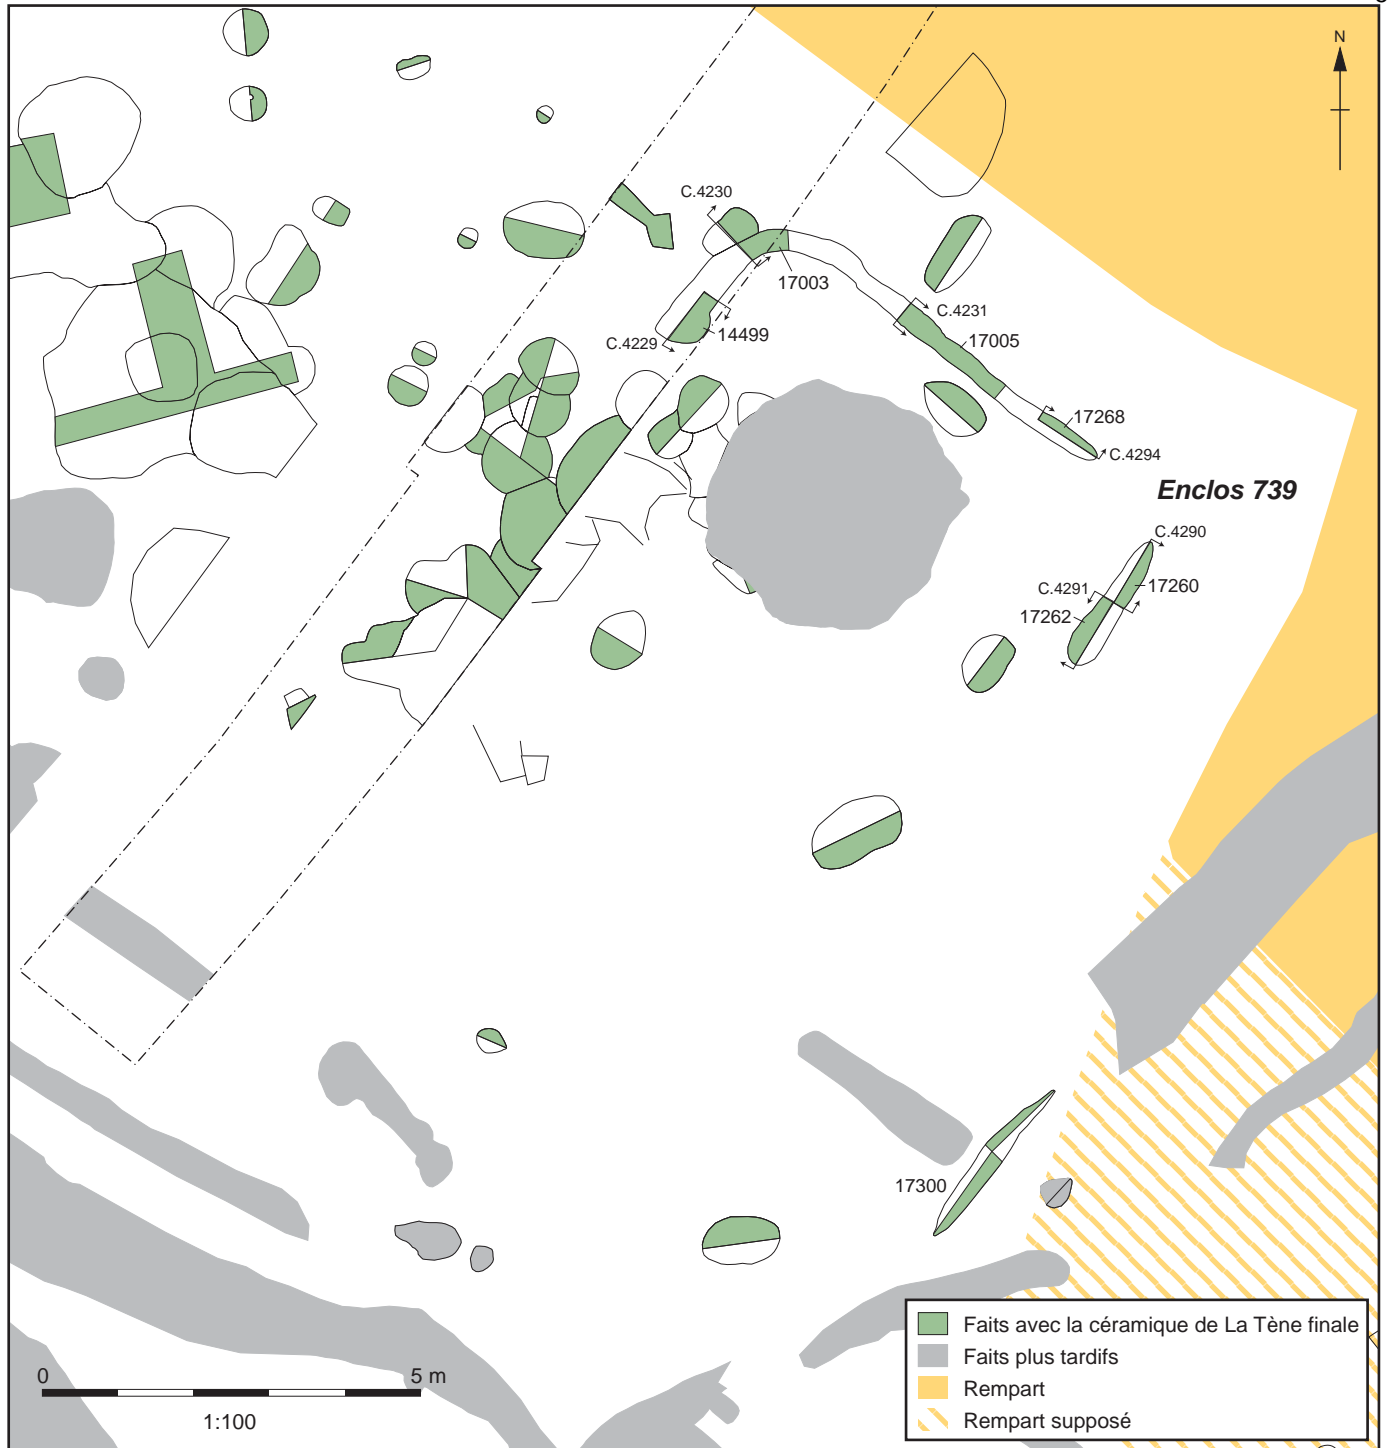 N
C.4230
17003
C.4231
17005
14499
C.4229
17268
C.4294
Enclos 739
C.4290
C.4291
17260
17262
17300
Faits avec la céramique de La Tène finale
Faits plus tardifs
Rempart
Rempart supposé
0 5 m
1:100